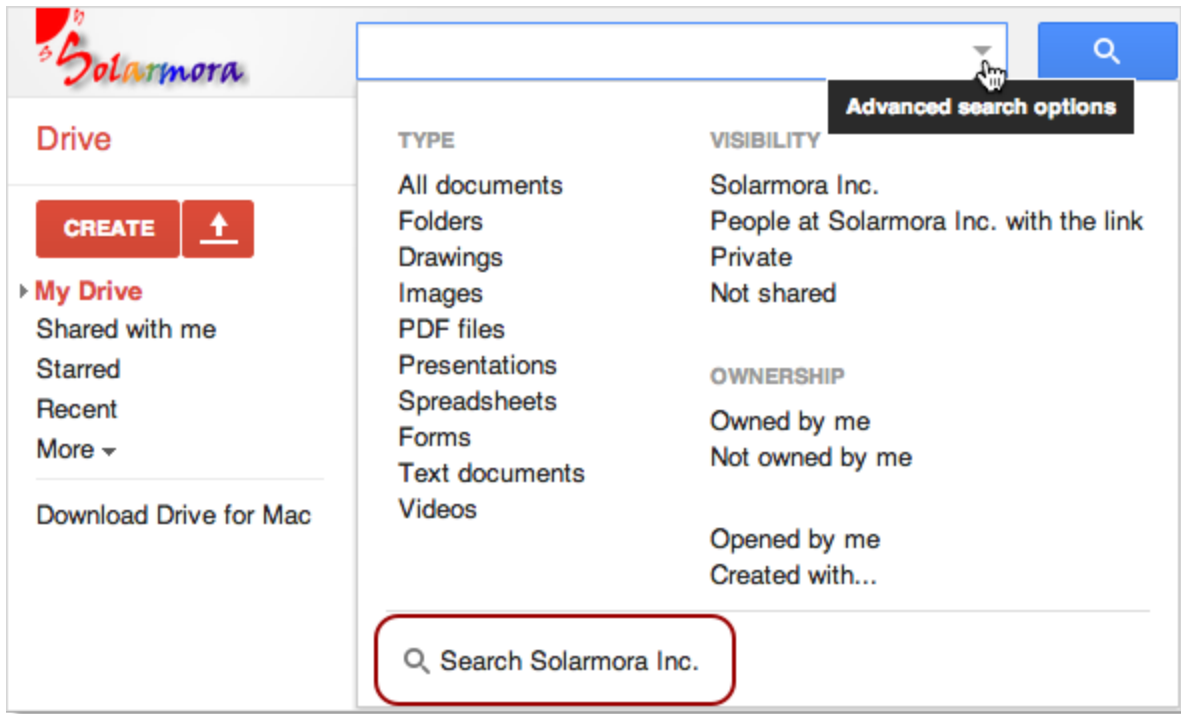 Solarmora
Advanced search options
Drive
CREATE
My Drive
Shared with me
Starred
Recent
More
Download Drive for Mac
TYPE
All documents
Folders
Drawings
Images
PDF files
Presentations
Spreadsheets
Forms
Text documents
Videos
VISIBILITY
Solarmora Inc.
People at Solarmora Inc. with the link
Private
Not shared
OWNERSHIP
Owned by me
Not owned by me
Opened by me
Created with...
Search Solarmora Inc.